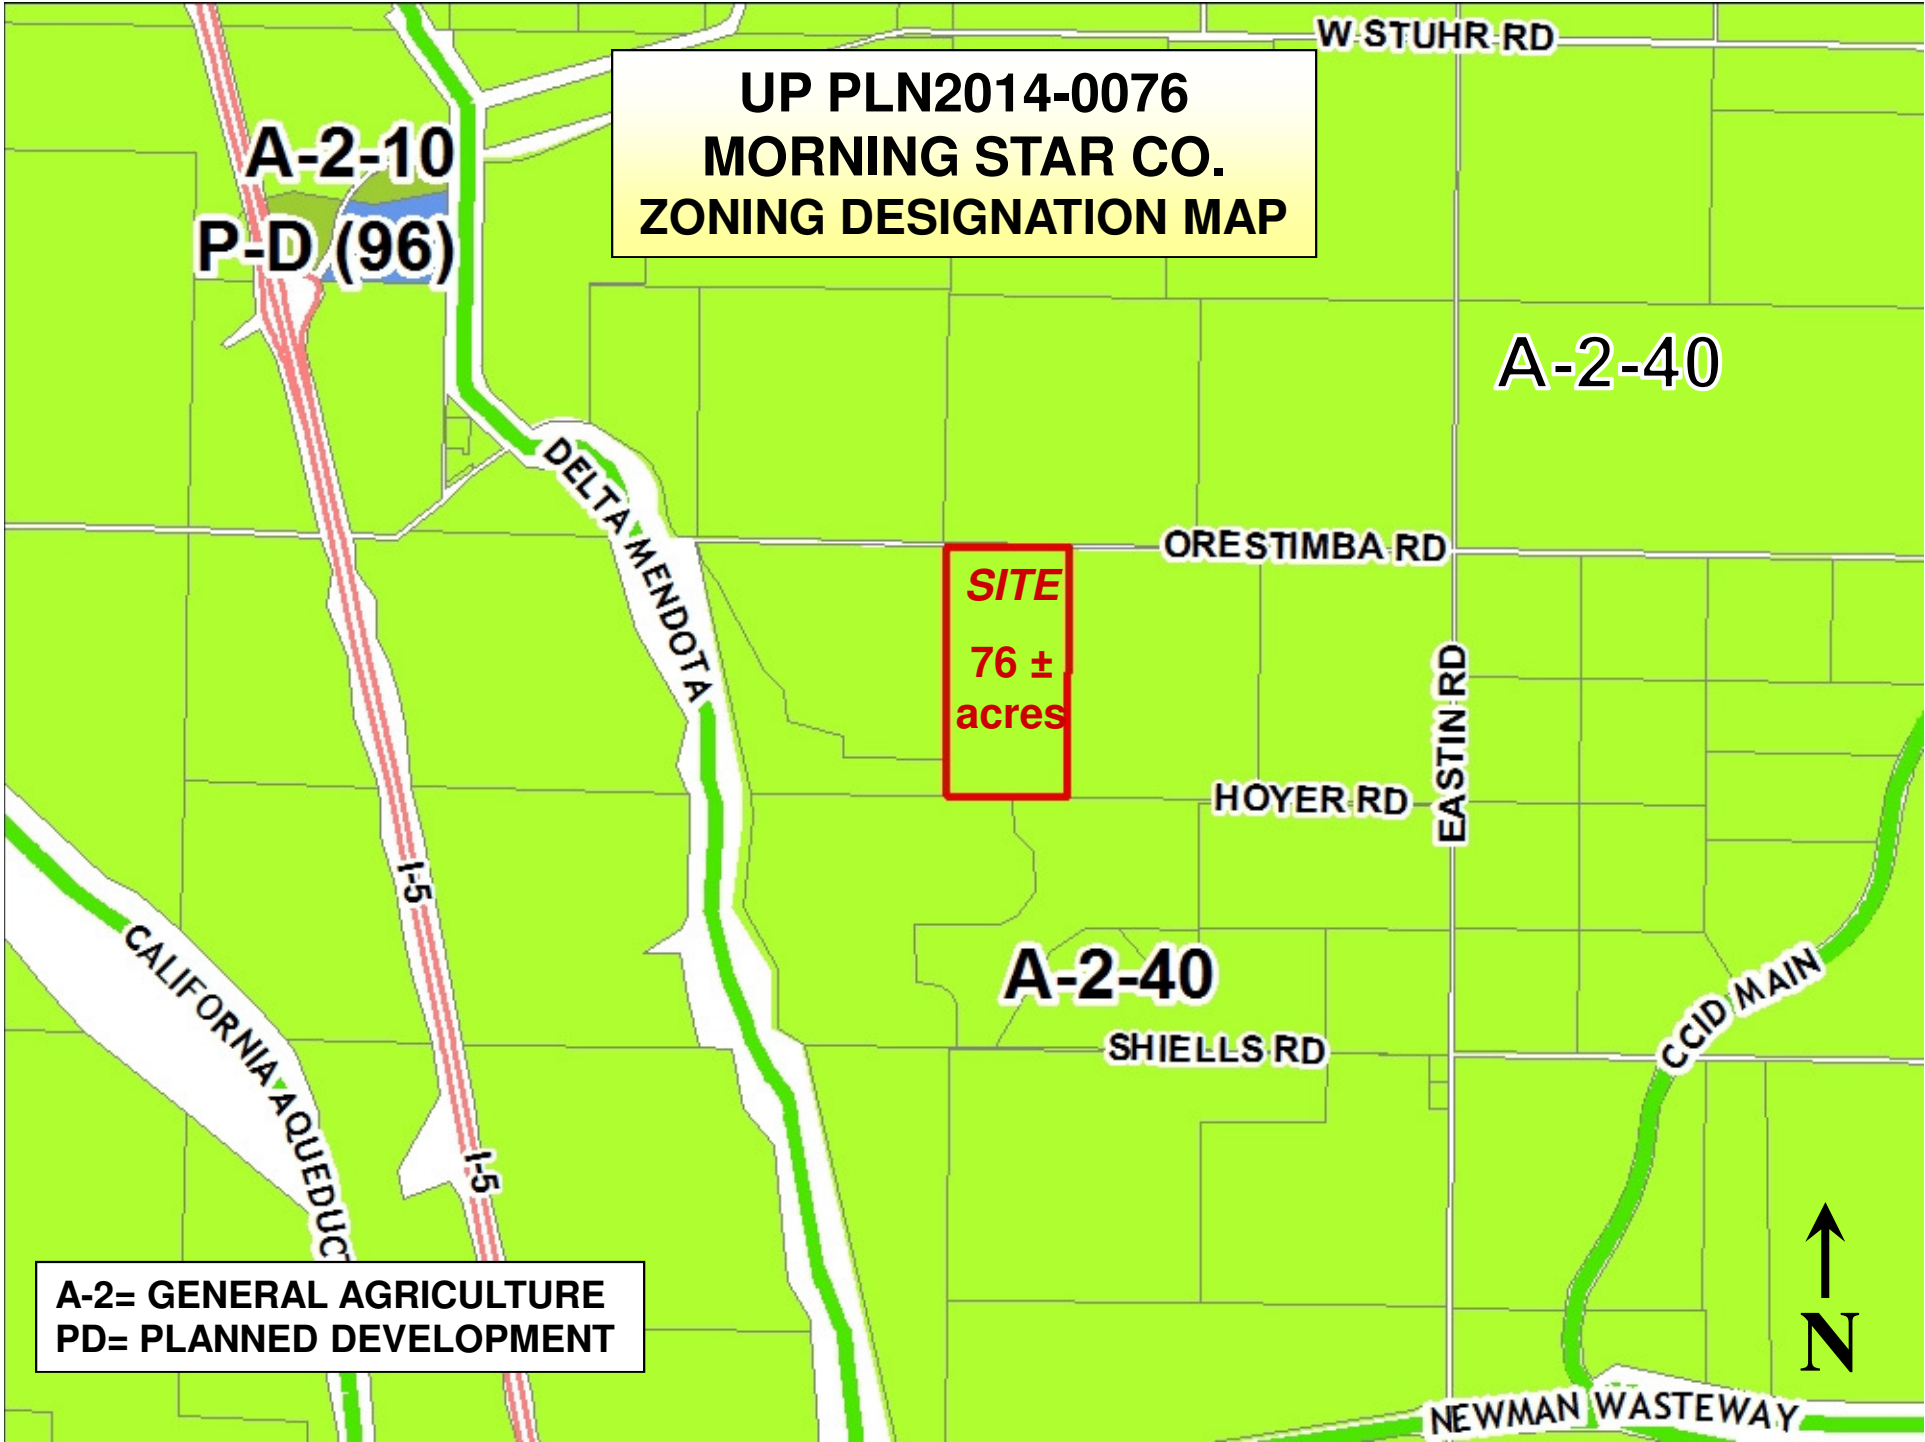 W STUHR RD
UP PLN2014-0076
MORNING STAR CO.
ZONING DESIGNATION MAP
A-2-10
P-D (96)
A-2-40
DELTA MENDOTA
ORESTIMBA RD
SITE
76 ±
acres
EASTIN RD
HOYER RD
I-5
CALIFORNIA AQUEDUCT
A-2-40
CCID MAIN
SHIELLS RD
I-5
A-2= GENERAL AGRICULTURE
PD= PLANNED DEVELOPMENT
N
NEWMAN WASTEWAY